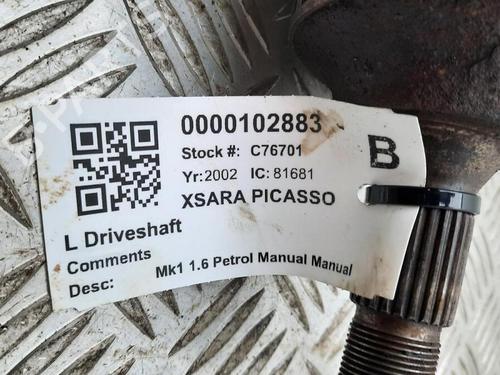 0000102883
Stock #: C76701
Yr:2002 IC: 81681
XSARA PICASSO
B
L Driveshaft
Comments
Desc: Mk1 1.6 Petrol Manual Manual